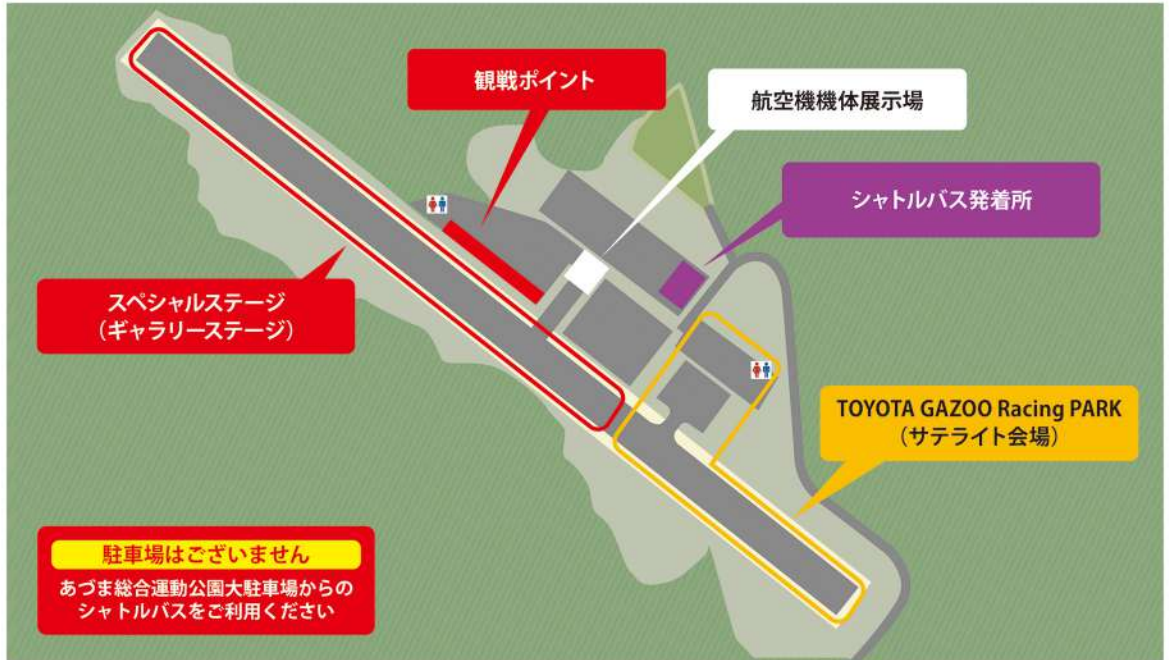 観戦ポイント
航空機機体展示場
シャトルバス発着所
スペシャルステージ
（ギャラリーステージ）
TOYOTA GAZOO Racing PARK
（サテライト会場）
駐車場はございません
あづま総合運動公園大駐車場からの
シャトルバスをご利用ください